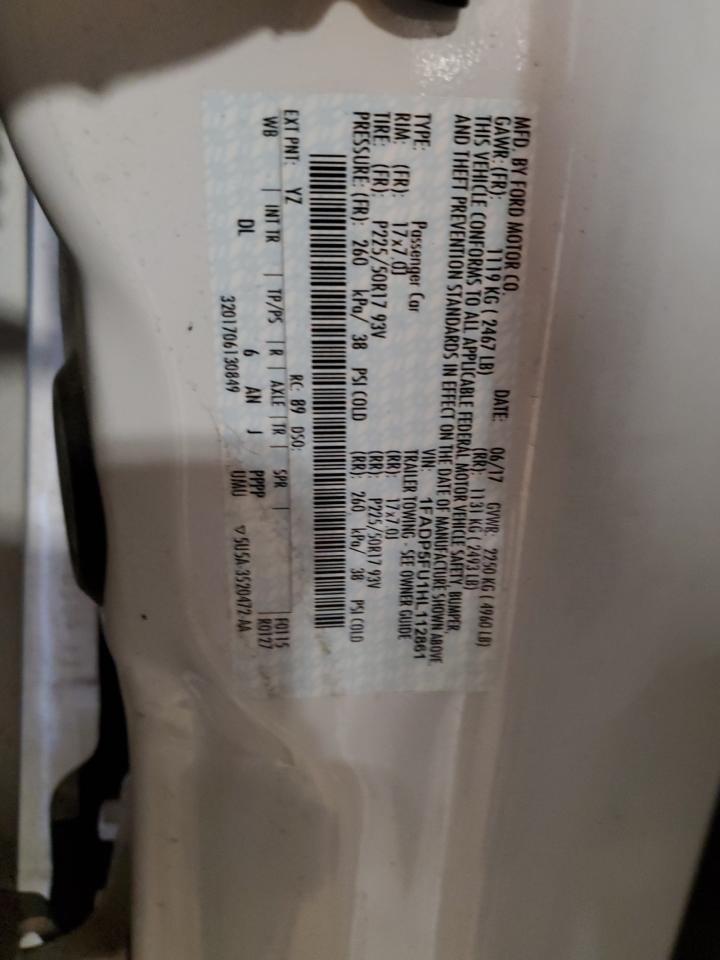 MFD. BY FORD MOTOR CO.
DATE: 06/17 GVWR: 2250 KG ( 4960 LB)
GAWR: (FR): 1119 KG ( 2467 LB) (RR): 1131 KG ( 2493 LB)
THIS VEHICLE CONFORMS TO ALL APPLICABLE FEDERAL MOTOR VEHICLE SAFETY, BUMPER,
AND THEFT PREVENTION STANDARDS IN EFFECT ON THE DATE OF MANUFACTURE SHOWN ABOVE.
VIN: 1FADP5FU1HL112861
TYPE: Passenger Car TRAILER TOWING - SEE OWNER GUIDE
RIM: (FR): 17x7.0J (RR): 17x7.0J
TIRE: (FR): P225/50R17 93V (RR): P225/50R17 93V
PRESSURE: (FR): 260 kPa/ 38 PSI COLD (RR): 260 kPa/ 38 PSI COLD
EXT PNT: YZ RC: 89 DSO: F0115
WB | INT TR | TP/PS | R | AXLE | TR | SPR | R0177
DL 6 AN J PPPP
UMU
3201706130849 ▽5U5A-3520472-AA